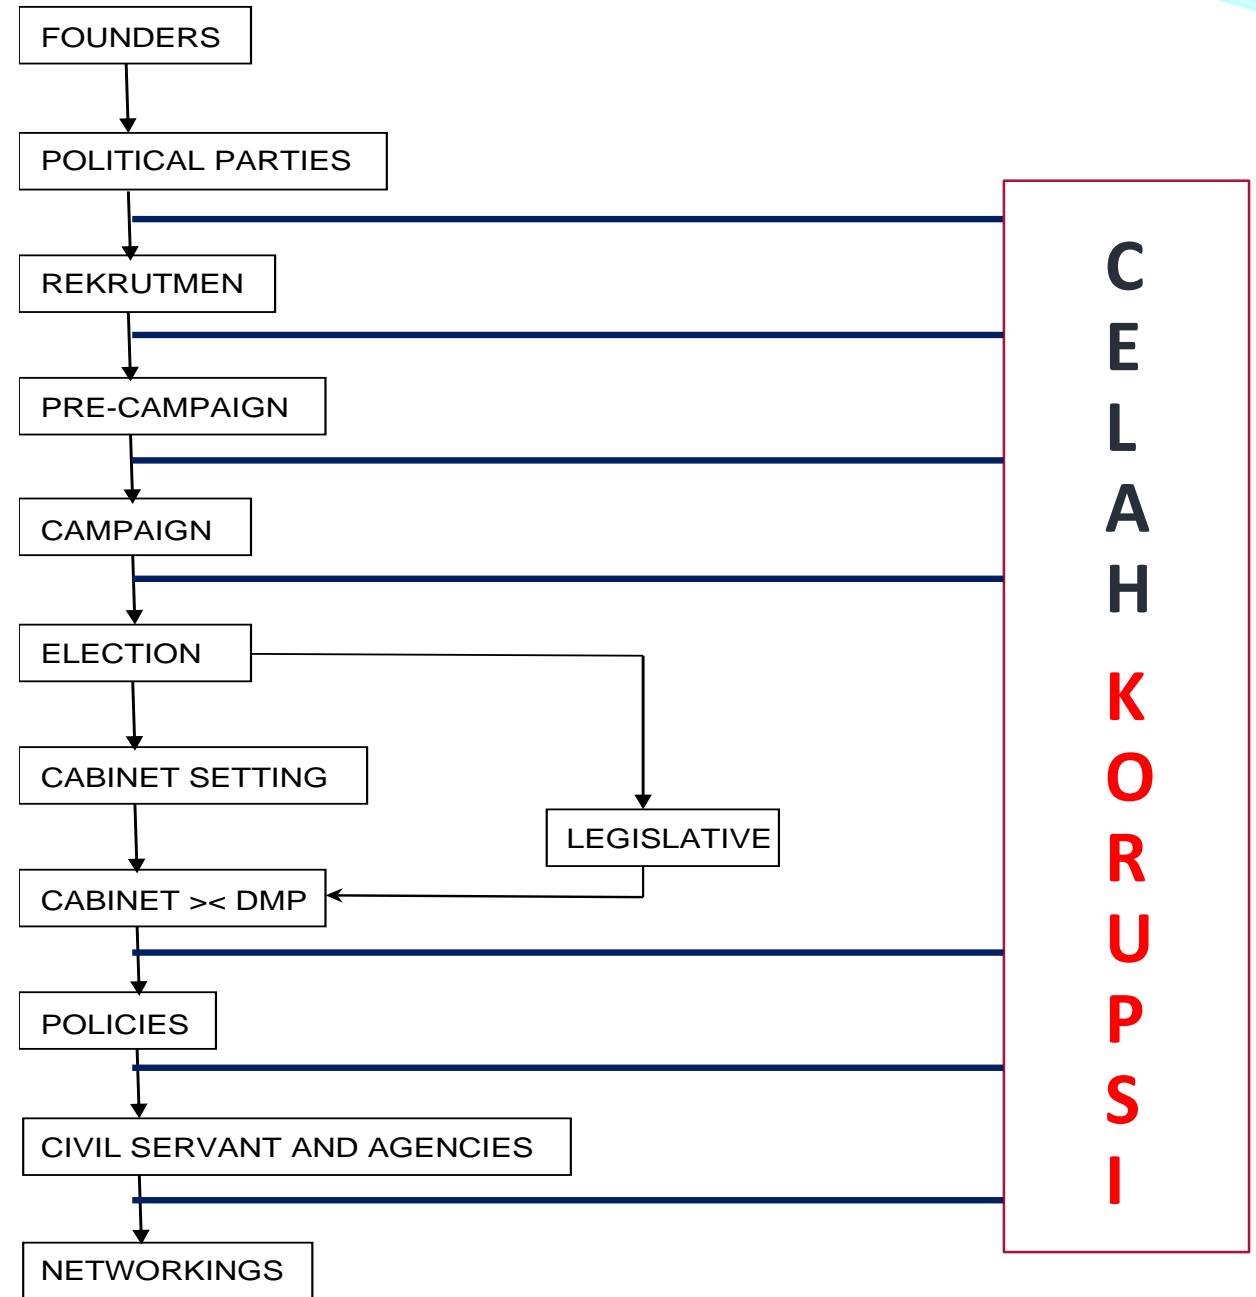 FOUNDERS
POLITICAL PARTIES
REKRUTMEN
PRE-CAMPAIGN
CAMPAIGN
ELECTION
CABINET SETTING
LEGISLATIVE
CABINET >< DMP
POLICIES
CIVIL SERVANT AND AGENCIES
NETWORKINGS
C
E
L
A
H
K
O
R
U
P
S
I